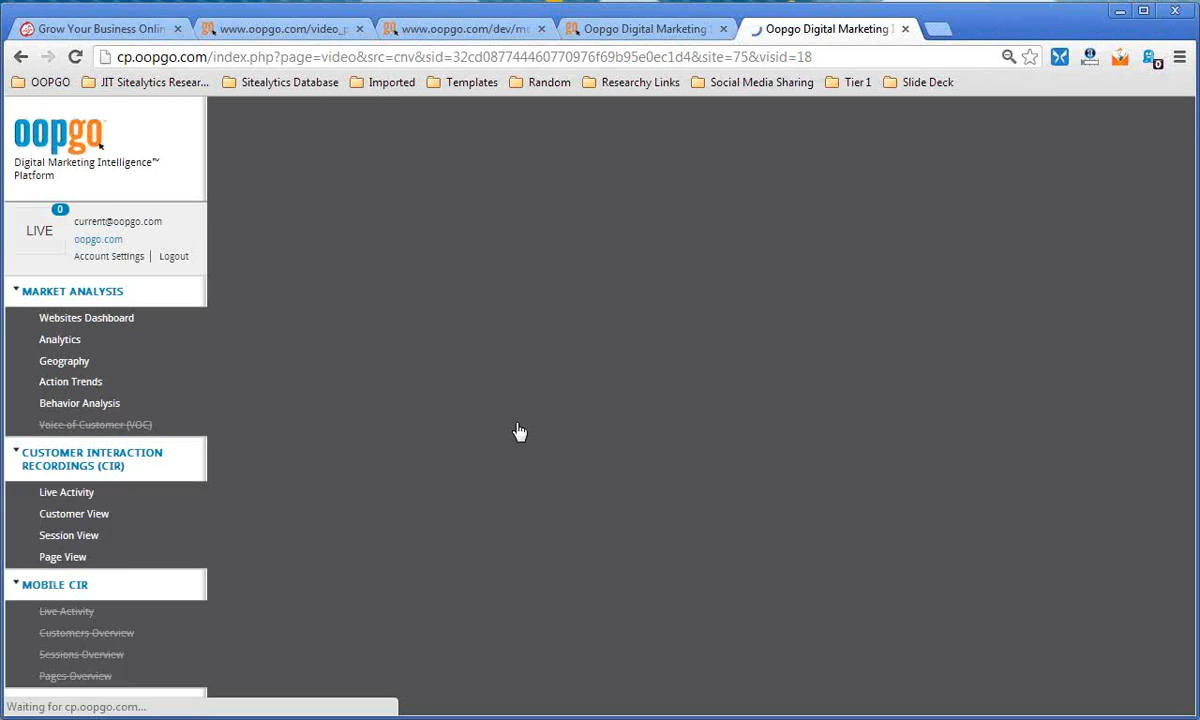 Grow Your Business Onlin
www.oopgo.com/video_p
www.oopgo.com/dev/me
Oopgo Digital Marketing I
Oopgo Digital Marketing I
cp.oopgo.com/index.php?page=video&src=cnv&sid=32cd087744460770976f69b95e0ec1d4&site=75&visid=18
0
OOPGO
JIT Sitealytics Resear...
Sitealytics Database
Imported
Templates
Random
Researchy Links
Social Media Sharing
Tier 1
Slide Deck
oopgo
Digital Marketing Intelligence™
Platform
0
LIVE
current@oopgo.com
oopgo.com
Account Settings | Logout
MARKET ANALYSIS
Websites Dashboard
Analytics
Geography
Action Trends
Behavior Analysis
Voice of Customer (VOC)
CUSTOMER INTERACTION
RECORDINGS (CIR)
Live Activity
Customer View
Session View
Page View
MOBILE CIR
Live Activity
Customers Overview
Sessions Overview
Pages Overview
Waiting for cp.oopgo.com...